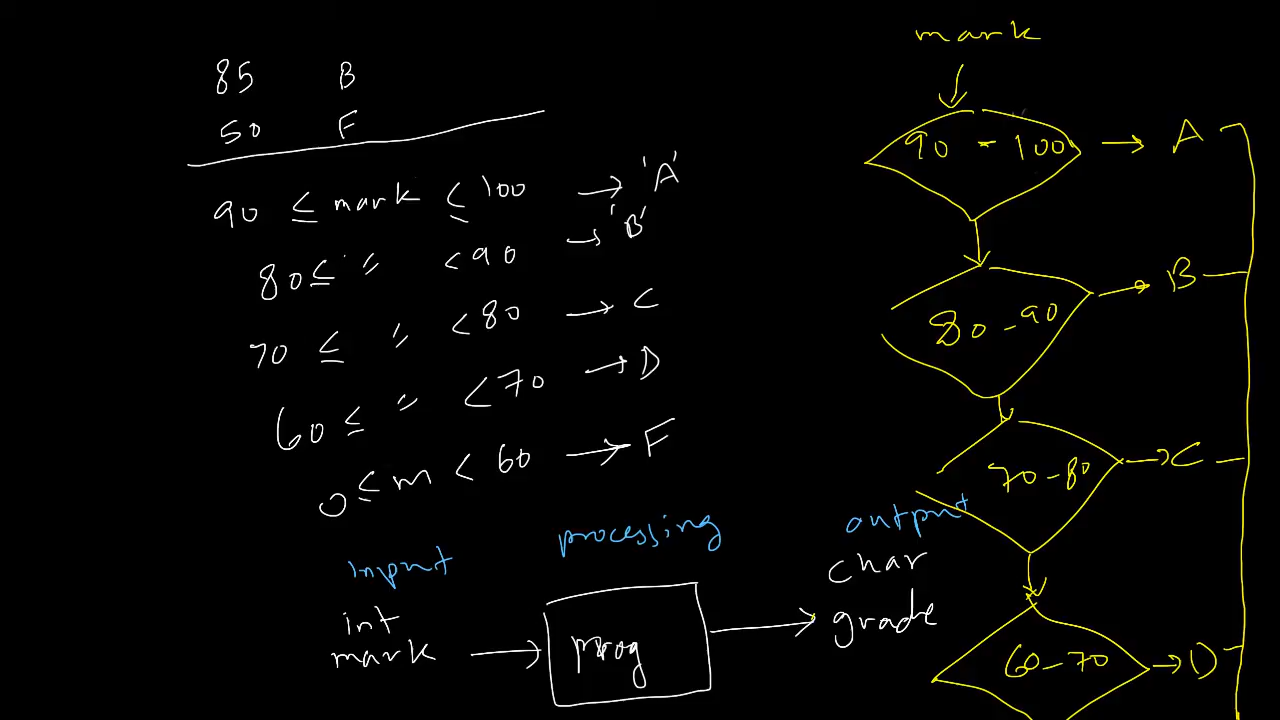 85 B
50 F
90 ≤ mark ≤ 100 → 'A'
80 ≤ " < 90 → 'B'
70 ≤ " < 80 → C
60 ≤ " < 70 → D
0 ≤ m < 60 → F
input processing output
int mark → prog → char grade
mark
90 - 100 → A
80 - 90 → B
70 - 80 → C
60 - 70 → D